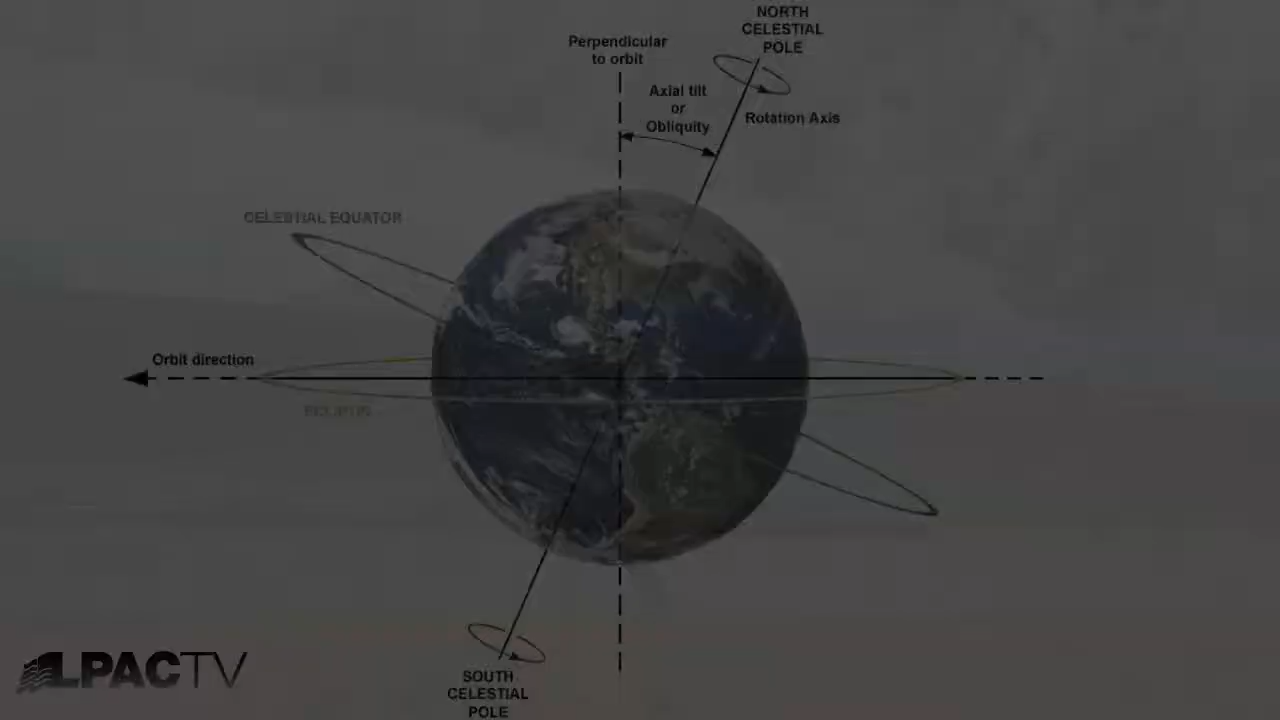 NORTH
CELESTIAL
POLE
Perpendicular
to orbit
Axial tilt
or
Obliquity
Rotation Axis
CELESTIAL EQUATOR
Orbit direction
ECLIPTIC
LPACTV
SOUTH
CELESTIAL
POLE